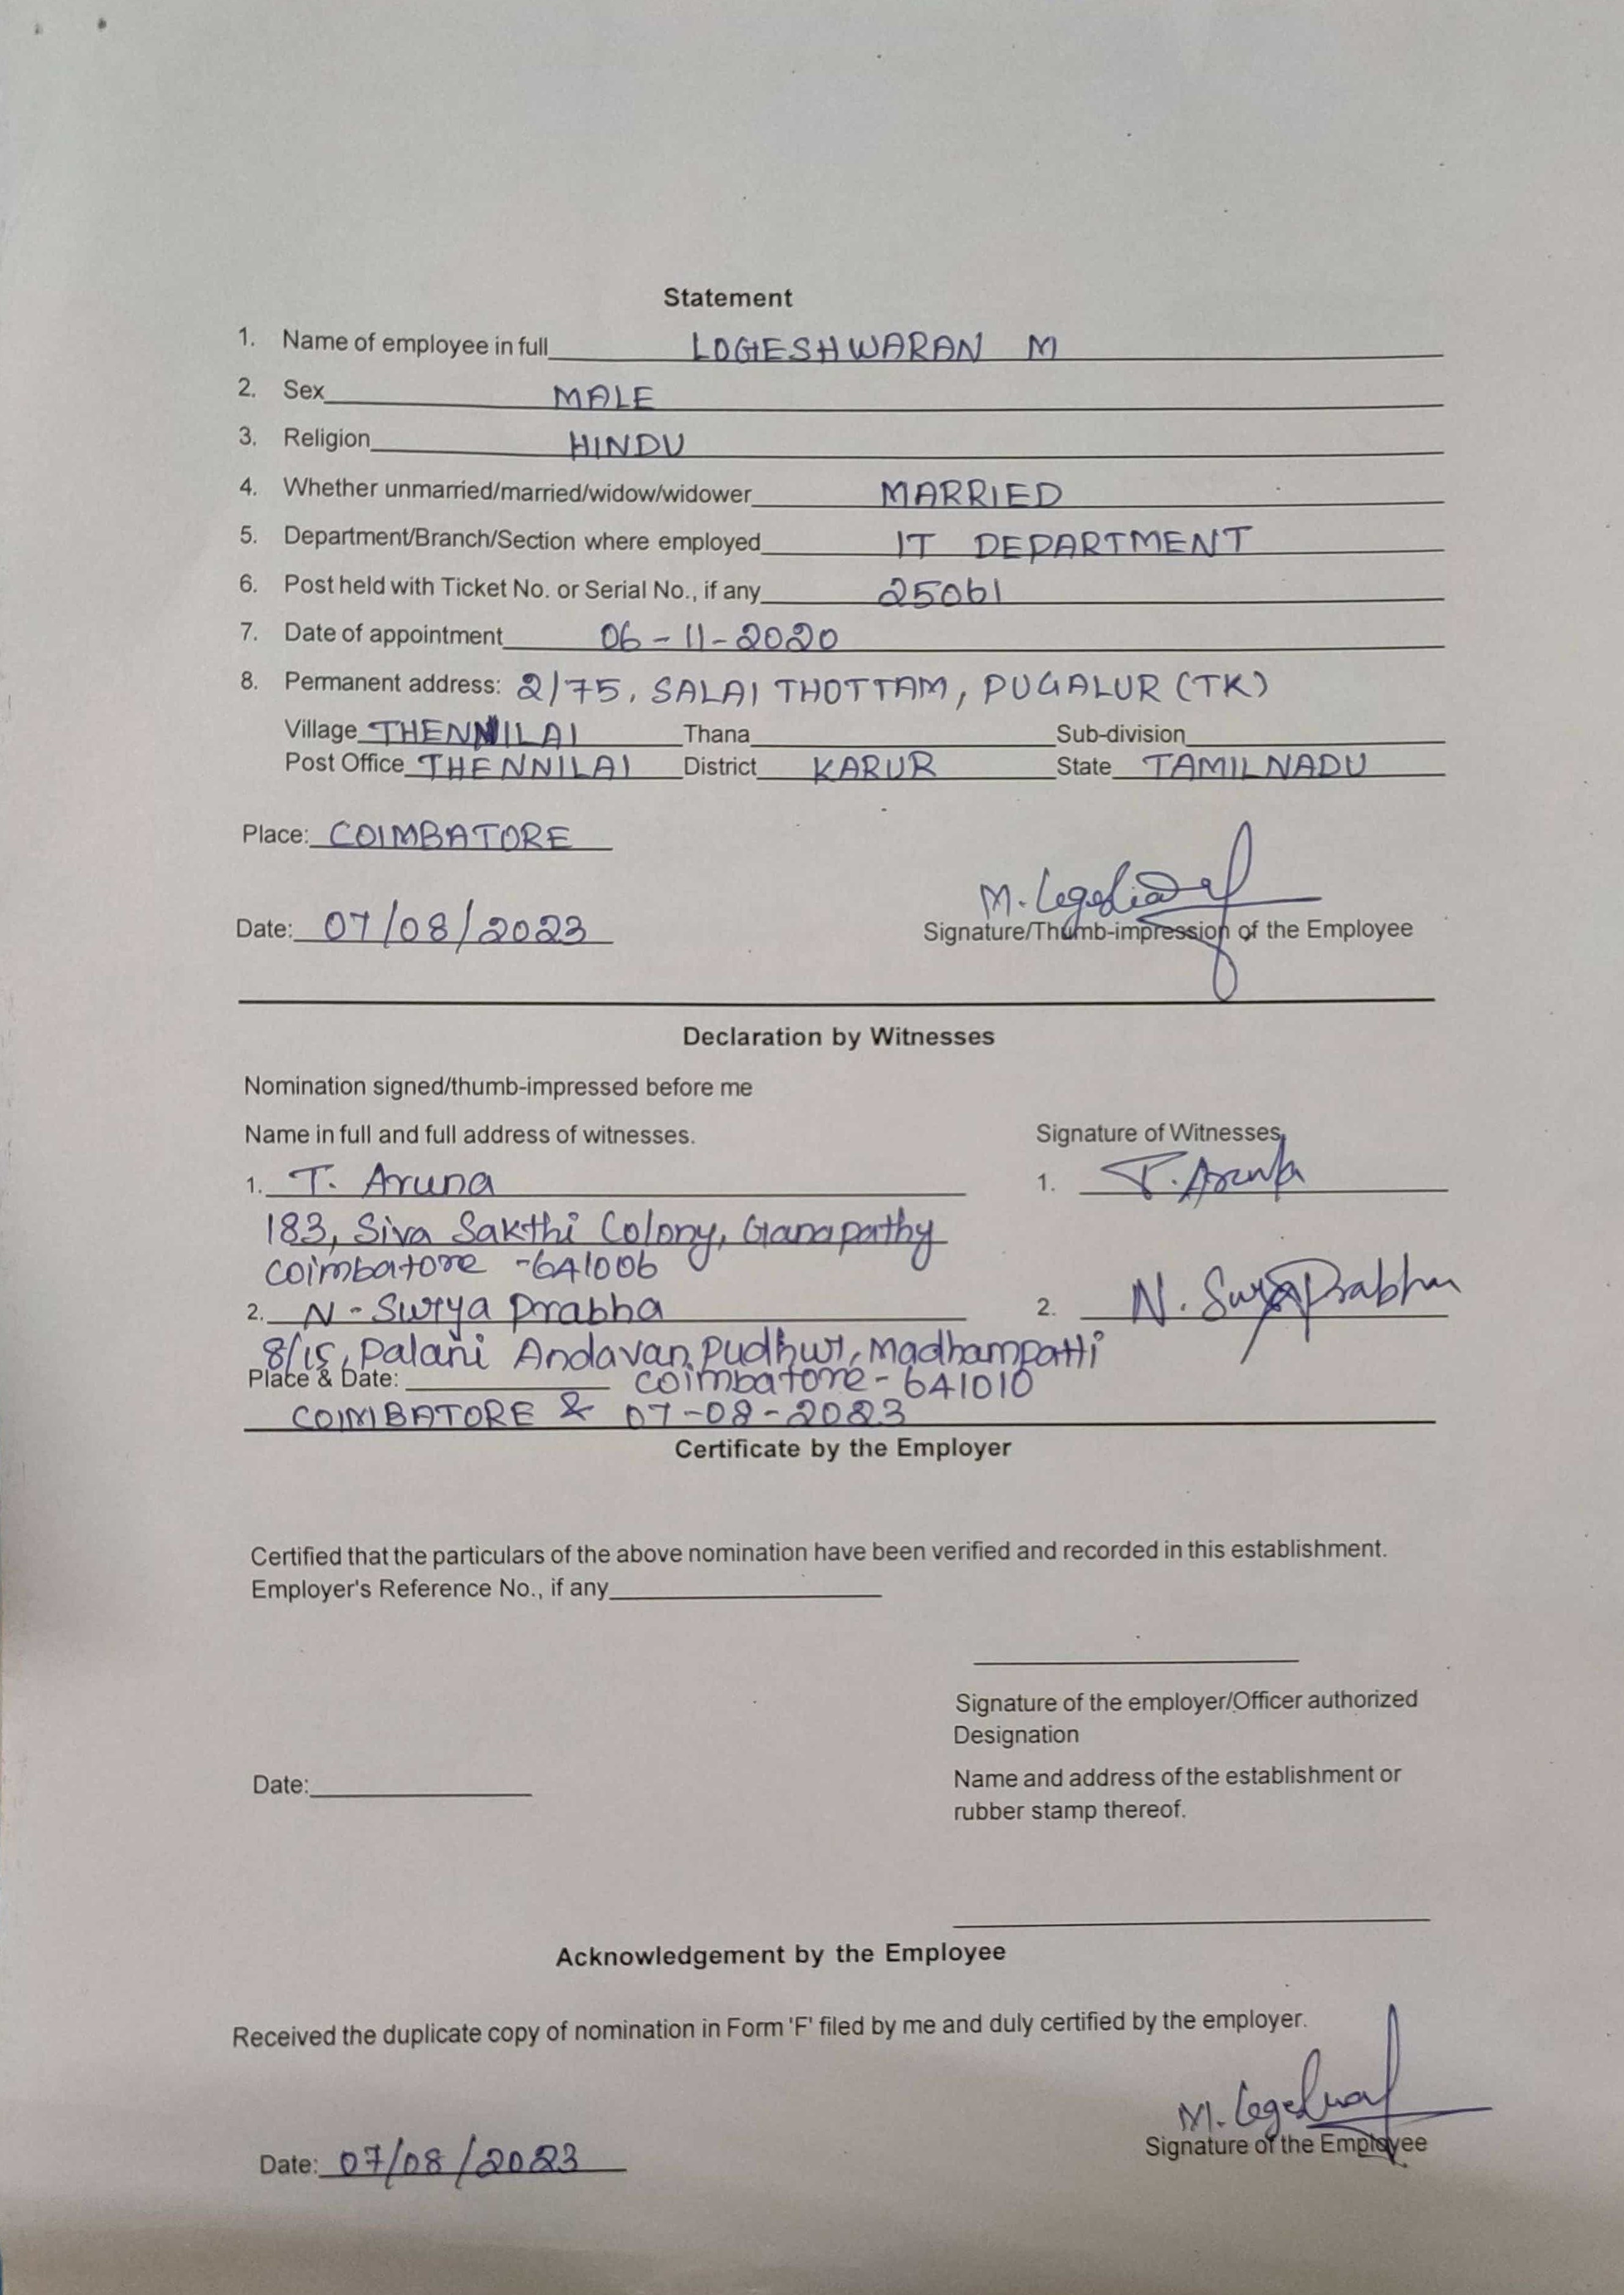 Statement
1. Name of employee in full LOGESHWARAN M
2. Sex MALE
3. Religion HINDU
4. Whether unmarried/married/widow/widower MARRIED
5. Department/Branch/Section where employed IT DEPARTMENT
6. Post held with Ticket No. or Serial No., if any 25061
7. Date of appointment 06-11-2020
8. Permanent address: 2/75, SALAI THOTTAM, PUGALUR (TK)
Village THENNILAI Thana Sub-division
Post Office THENNILAI District KARUR State TAMILNADU
Place: COIMBATORE
M.
Date: 07/08/2023
Signature/Thumb-impression of the Employee
Declaration by Witnesses
Nomination signed/thumb-impressed before me
Name in full and full address of witnesses. Signature of Witnesses
1. T. Aruna 1. T. Aruna
183, Siva Sakthi Colony, Ganapathy
Coimbatore -641006
2. N. Surya Prabha 2. N. Surya Prabha
8/15, Palani Andavan Pudhur, Madhampatti
Place & Date: Coimbatore - 641010
COIMBATORE & 07-08-2023
Certificate by the Employer
Certified that the particulars of the above nomination have been verified and recorded in this establishment.
Employer's Reference No., if any
Signature of the employer/Officer authorized
Designation
Date:
Name and address of the establishment or
rubber stamp thereof.
Acknowledgement by the Employee
Received the duplicate copy of nomination in Form 'F' filed by me and duly certified by the employer.
M.
Signature of the Employee
Date: 07/08/2023